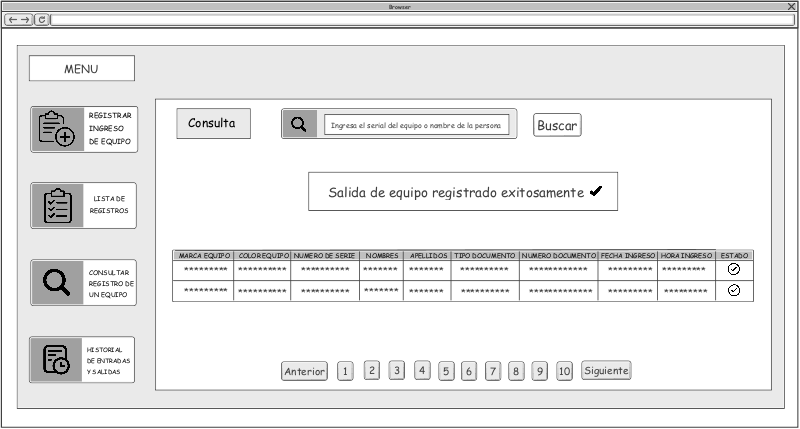 Browser
MENU
REGISTRAR
INGRESO
DE EQUIPO
LISTA DE
REGISTROS
CONSULTAR
REGISTRO DE
UN EQUIPO
HISTORIAL
DE ENTRADAS
Y SALIDAS
Consulta
Ingresa el serial del equipo o nombre de la persona
Buscar
Salida de equipo registrado exitosamente
MARCA EQUIPO COLOR EQUIPO NUMERO DE SERIE NOMBRES APELLIDOS TIPO DOCUMENTO NUMERO DOCUMENTO FECHA INGRESO HORA INGRESO ESTADO
********* ********** ********** ******* ******* ********** ************ ********* *********
********* ********** ********** ******* ******* ********** ************* ********* *********
Anterior 1 2 3 4 5 6 7 8 9 10 Siguiente